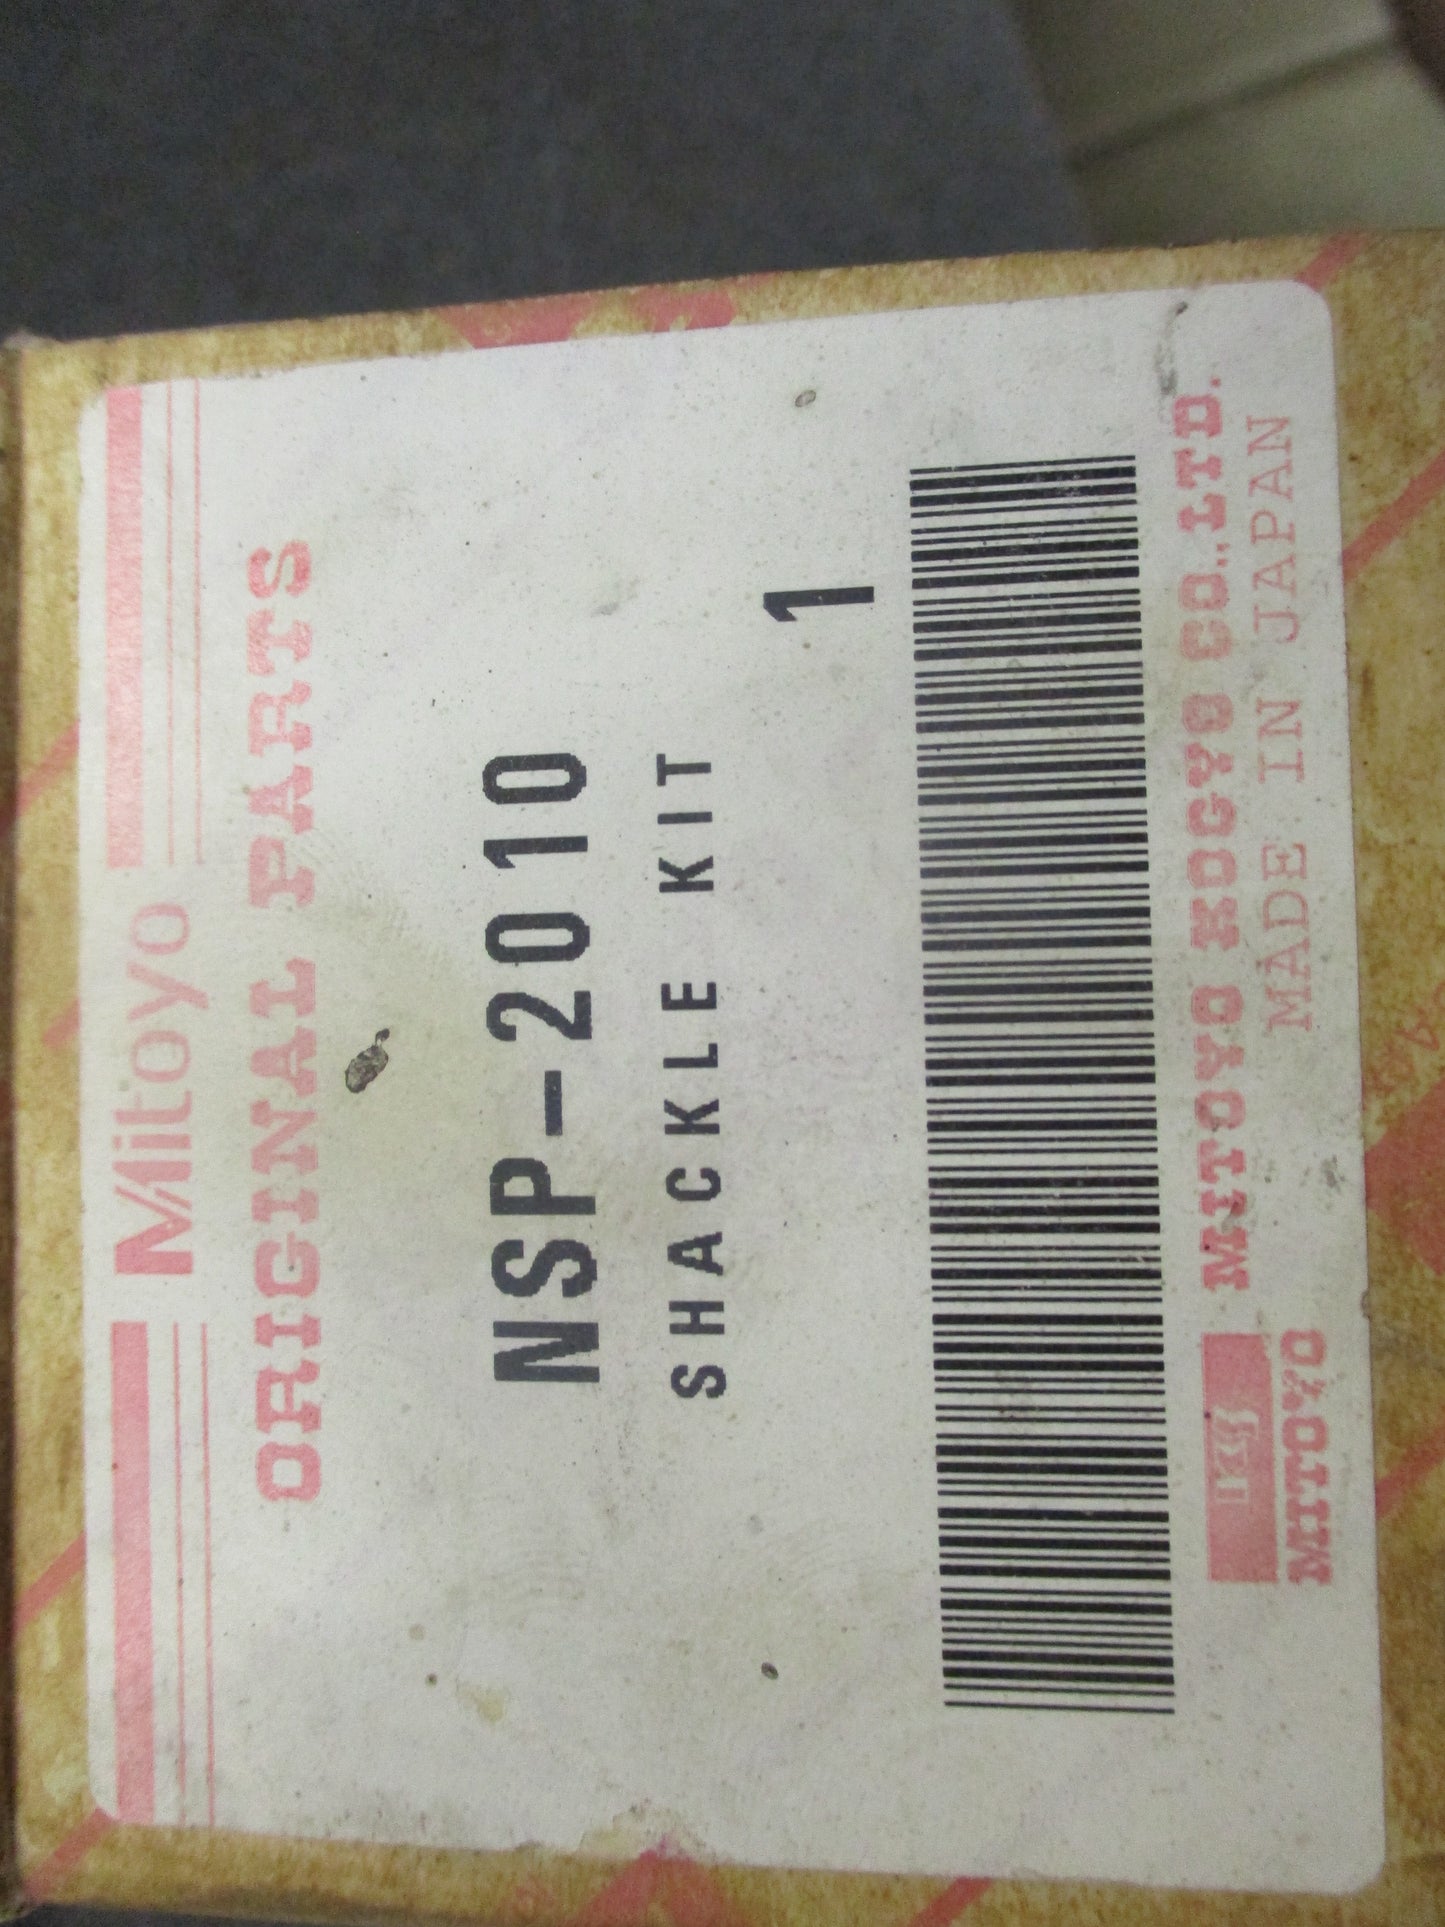 Mitoyo
ORIGINAL PARTS
NSP-2010
SHACKLE KIT
1
MITOYO KOGYO CO.,LTD.
MITOYO
MADE IN JAPAN